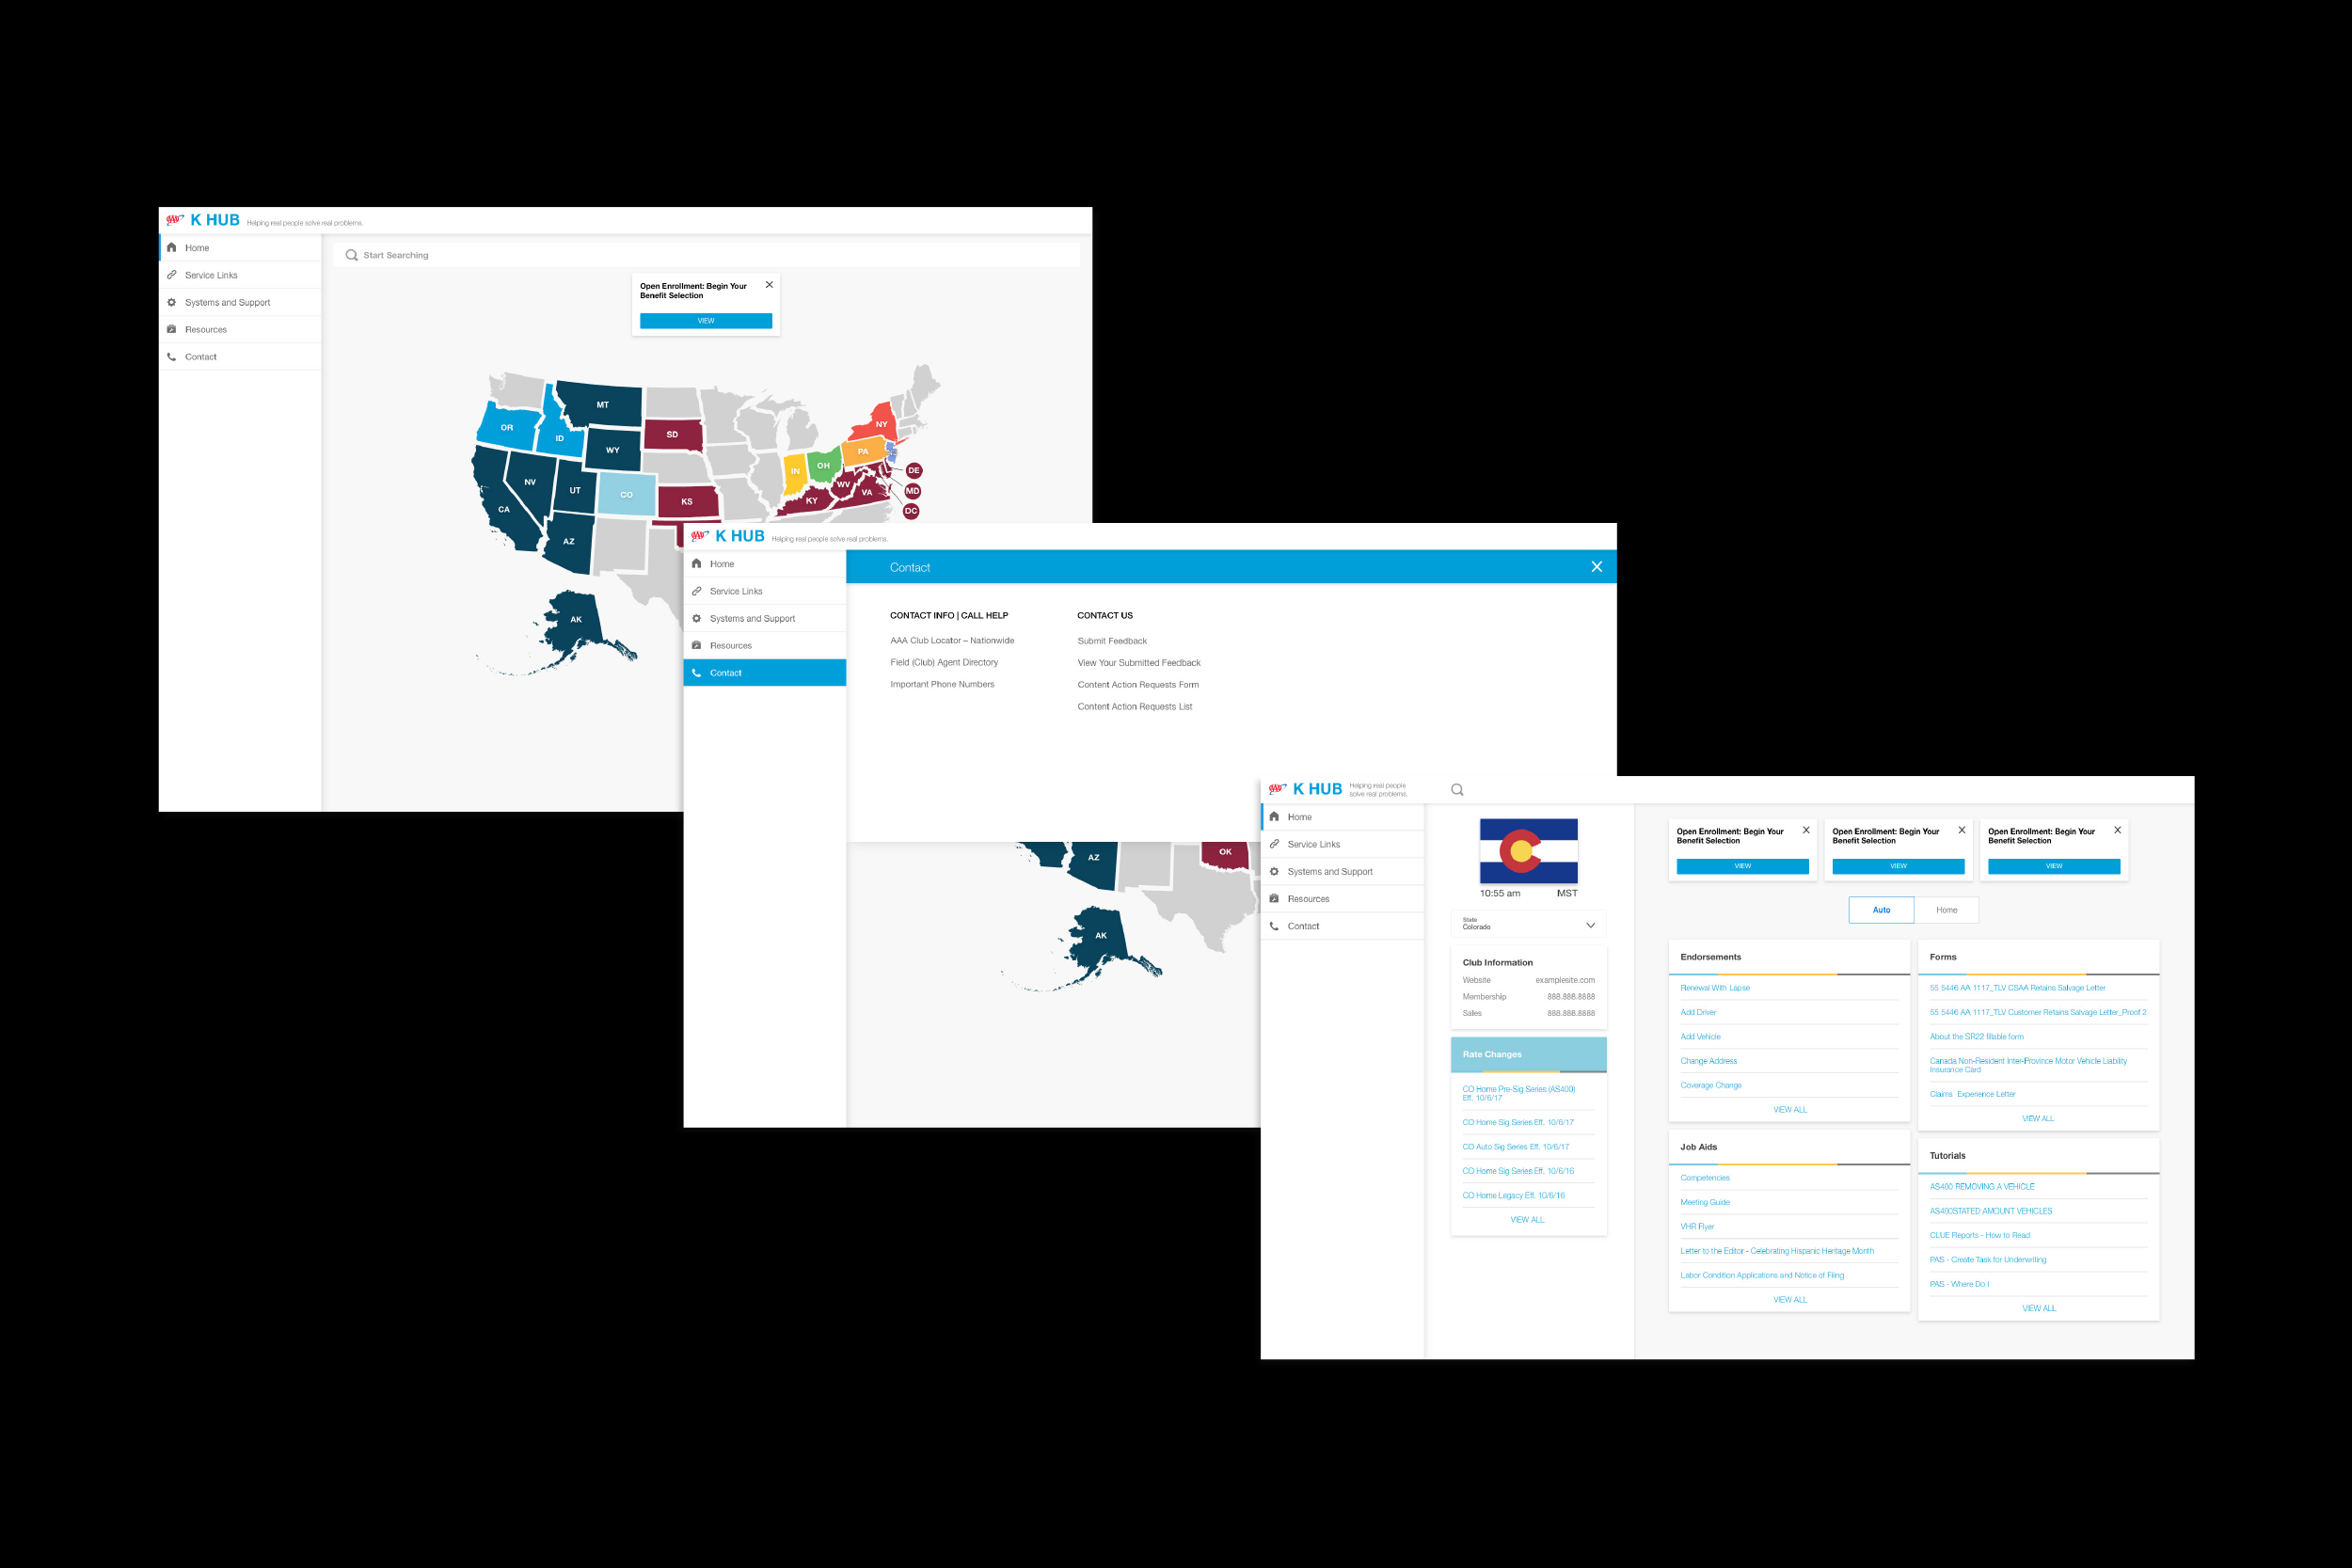 AAA K HUB Helping real people solve real problems.
Home
Service Links
Systems and Support
Resources
Contact
Start Searching
Open Enrollment: Begin Your
Benefit Selection
VIEW
MT
OR
ID
WY
SD
NY
PA
IN
OH
NV
UT
CO
KS
KY
WV
VA
DE
MD
DC
CA
AZ
AK
AAA K HUB Helping real people solve real problems.
Home
Service Links
Systems and Support
Resources
Contact
Contact
CONTACT INFO | CALL HELP
AAA Club Locator – Nationwide
Field (Club) Agent Directory
Important Phone Numbers
CONTACT US
Submit Feedback
View Your Submitted Feedback
Content Action Requests Form
Content Action Requests List
AZ
OK
AK
AAA K HUB Helping real people
solve real problems.
Home
Service Links
Systems and Support
Resources
Contact
10:55 am MST
State
Colorado
Club Information
Website examplesite.com
Membership 888.888.8888
Sales 888.888.8888
Rate Changes
CO Home Pre-Sig Series (AS400)
Eff. 10/6/17
CO Home Sig Series Eff. 10/6/17
CO Auto Sig Series Eff. 10/6/17
CO Home Sig Series Eff. 10/6/16
CO Home Legacy Eff. 10/6/16
VIEW ALL
Open Enrollment: Begin Your
Benefit Selection
VIEW
Open Enrollment: Begin Your
Benefit Selection
VIEW
Open Enrollment: Begin Your
Benefit Selection
VIEW
Auto Home
Endorsements
Renewal With Lapse
Add Driver
Add Vehicle
Change Address
Coverage Change
VIEW ALL
Forms
55 5446 AA 1117_TLV CSAA Retains Salvage Letter
55 5446 AA 1117_TLV Customer Retains Salvage Letter_Proof 2
About the SR22 fillable form
Canada Non-Resident Inter-Province Motor Vehicle Liability
Insurance Card
Claims Experience Letter
VIEW ALL
Job Aids
Competencies
Meeting Guide
VHR Flyer
Letter to the Editor - Celebrating Hispanic Heritage Month
Labor Condition Applications and Notice of Filing
VIEW ALL
Tutorials
AS400 REMOVING A VEHICLE
AS400STATED AMOUNT VEHICLES
CLUE Reports - How to Read
PAS - Create Task for Underwriting
PAS - Where Do I
VIEW ALL